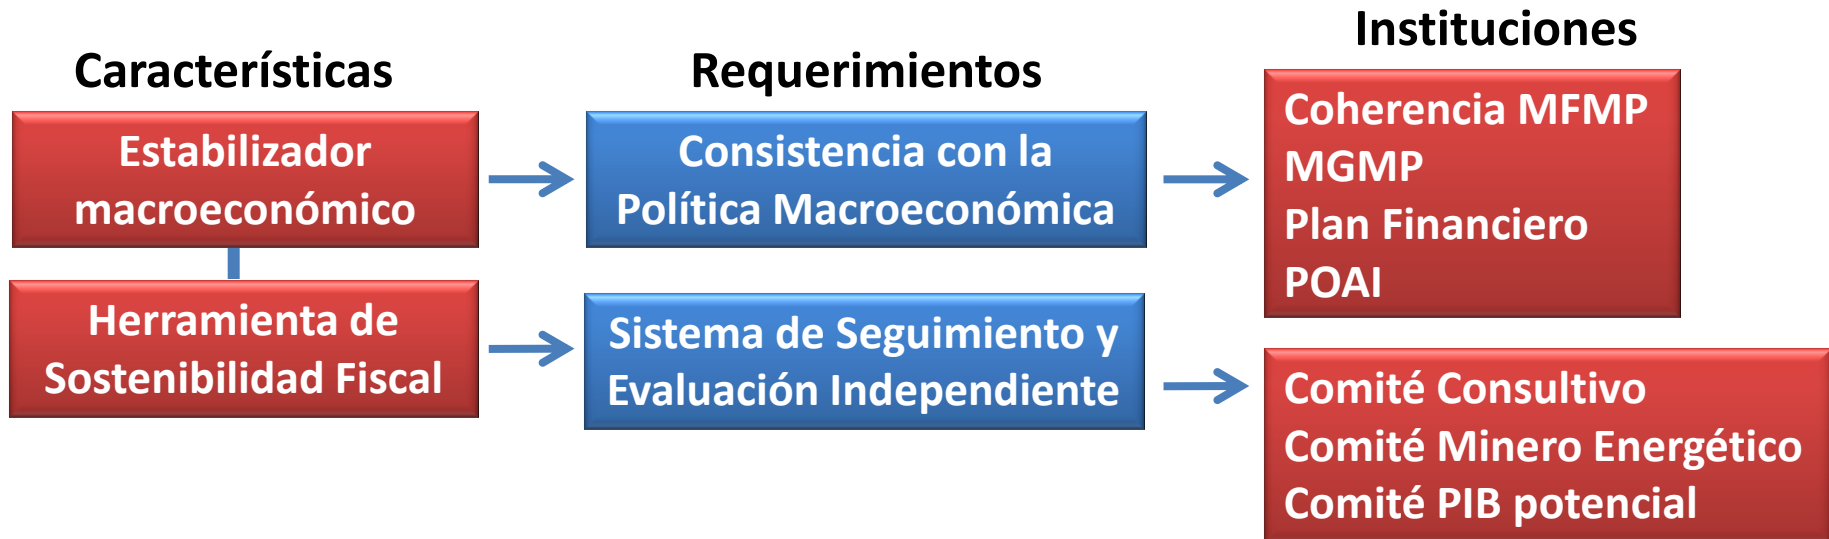 Características
Estabilizador
macroeconómico
Herramienta de
Sostenibilidad Fiscal
Requerimientos
Consistencia con la
Política Macroeconómica
Sistema de Seguimiento y
Evaluación Independiente
Instituciones
Coherencia MFMP
MGMP
Plan Financiero
POAI
Comité Consultivo
Comité Minero Energético
Comité PIB potencial